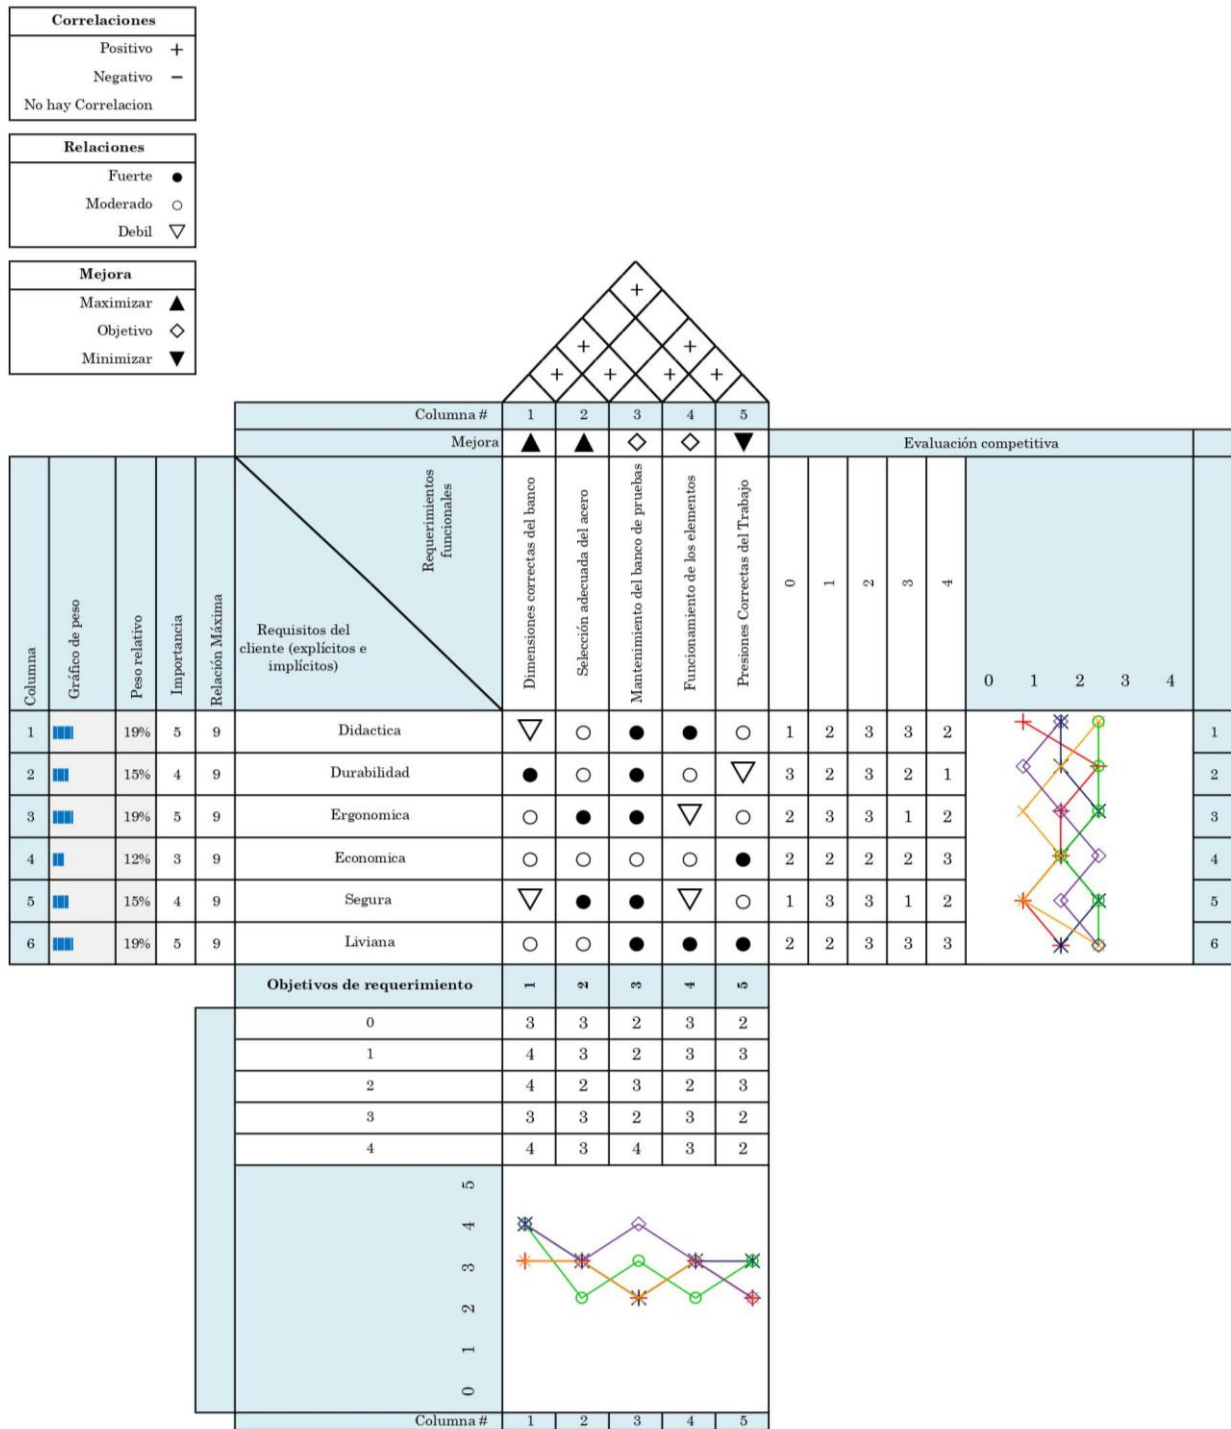 Correlaciones
Positivo +
Negativo −
No hay Correlacion
Relaciones
Fuerte ●
Moderado ○
Debil ▽
Mejora
Maximizar ▲
Objetivo ◇
Minimizar ▼
+
+ +
+ + + +
Columna # 1 2 3 4 5
Mejora ▲ ▲ ◇ ◇ ▼ Evaluación competitiva
Columna
Gráfico de peso
Peso relativo
Importancia
Relación Máxima
Requerimientos
funcionales
Requisitos del
cliente (explícitos e
implícitos)
Dimensiones correctas del banco
Selección adecuada del acero
Mantenimiento del banco de pruebas
Funcionamiento de los elementos
Presiones Correctas del Trabajo
0 1 2 3 4
0 1 2 3 4
1 19% 5 9 Didactica ▽ ○ ● ● ○ 1 2 3 3 2 1
2 15% 4 9 Durabilidad ● ○ ● ○ ▽ 3 2 3 2 1 2
3 19% 5 9 Ergonomica ○ ● ● ▽ ○ 2 3 3 1 2 3
4 12% 3 9 Economica ○ ○ ○ ○ ● 2 2 2 2 3 4
5 15% 4 9 Segura ▽ ● ● ▽ ○ 1 3 3 1 2 5
6 19% 5 9 Liviana ○ ○ ● ● ● 2 2 3 3 3 6
Objetivos de requerimiento 1 2 3 4 5
0 3 3 2 3 2
1 4 3 2 3 3
2 4 2 3 2 3
3 3 3 2 3 2
4 4 3 4 3 2
5
4
3
2
1
0
Columna # 1 2 3 4 5